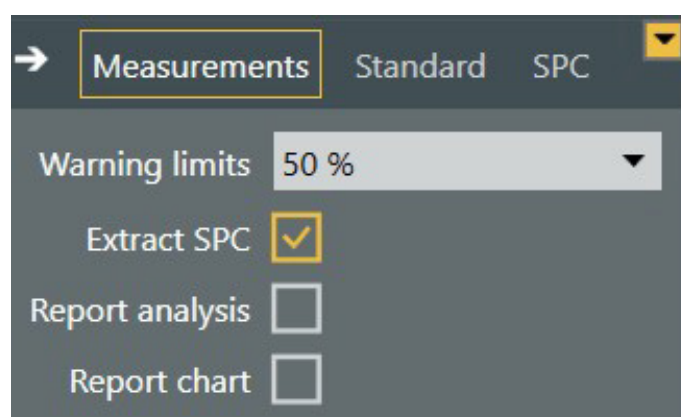 Measurements Standard SPC
Warning limits 50 %
Extract SPC
Report analysis
Report chart